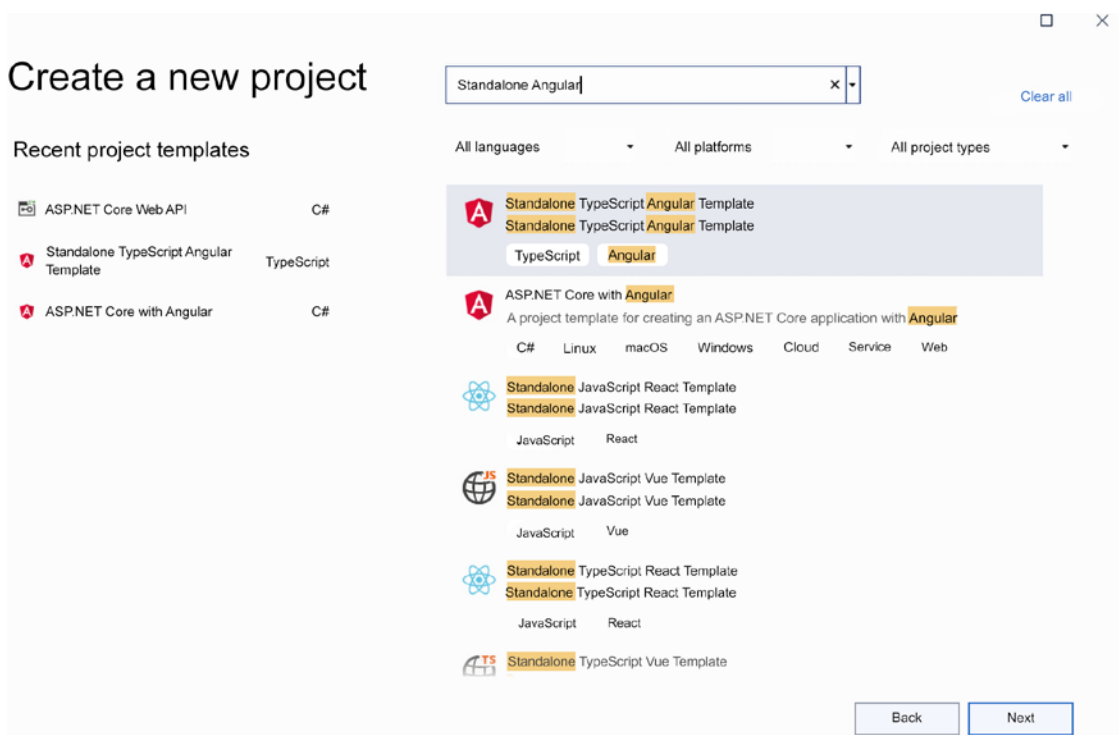 Create a new project
Standalone Angular
Clear all
Recent project templates
All languages All platforms All project types
ASP.NET Core Web API C#
Standalone TypeScript Angular
Template
TypeScript
ASP.NET Core with Angular C#
Standalone TypeScript Angular Template
Standalone TypeScript Angular Template
TypeScript Angular
ASP.NET Core with Angular
A project template for creating an ASP.NET Core application with Angular
C# Linux macOS Windows Cloud Service Web
Standalone JavaScript React Template
Standalone JavaScript React Template
JavaScript React
JS
Standalone JavaScript Vue Template
Standalone JavaScript Vue Template
JavaScript Vue
Standalone TypeScript React Template
Standalone TypeScript React Template
JavaScript React
TS
Standalone TypeScript Vue Template
Back Next